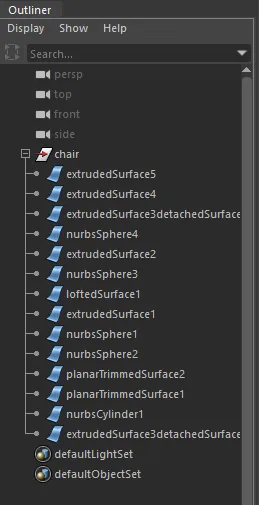 Outliner
Display Show Help
Search...
persp
top
front
side
chair
extrudedSurface5
extrudedSurface4
extrudedSurface3detachedSurface
nurbsSphere4
extrudedSurface2
nurbsSphere3
loftedSurface1
extrudedSurface1
nurbsSphere1
nurbsSphere2
planarTrimmedSurface2
planarTrimmedSurface1
nurbsCylinder1
extrudedSurface3detachedSurface
defaultLightSet
defaultObjectSet